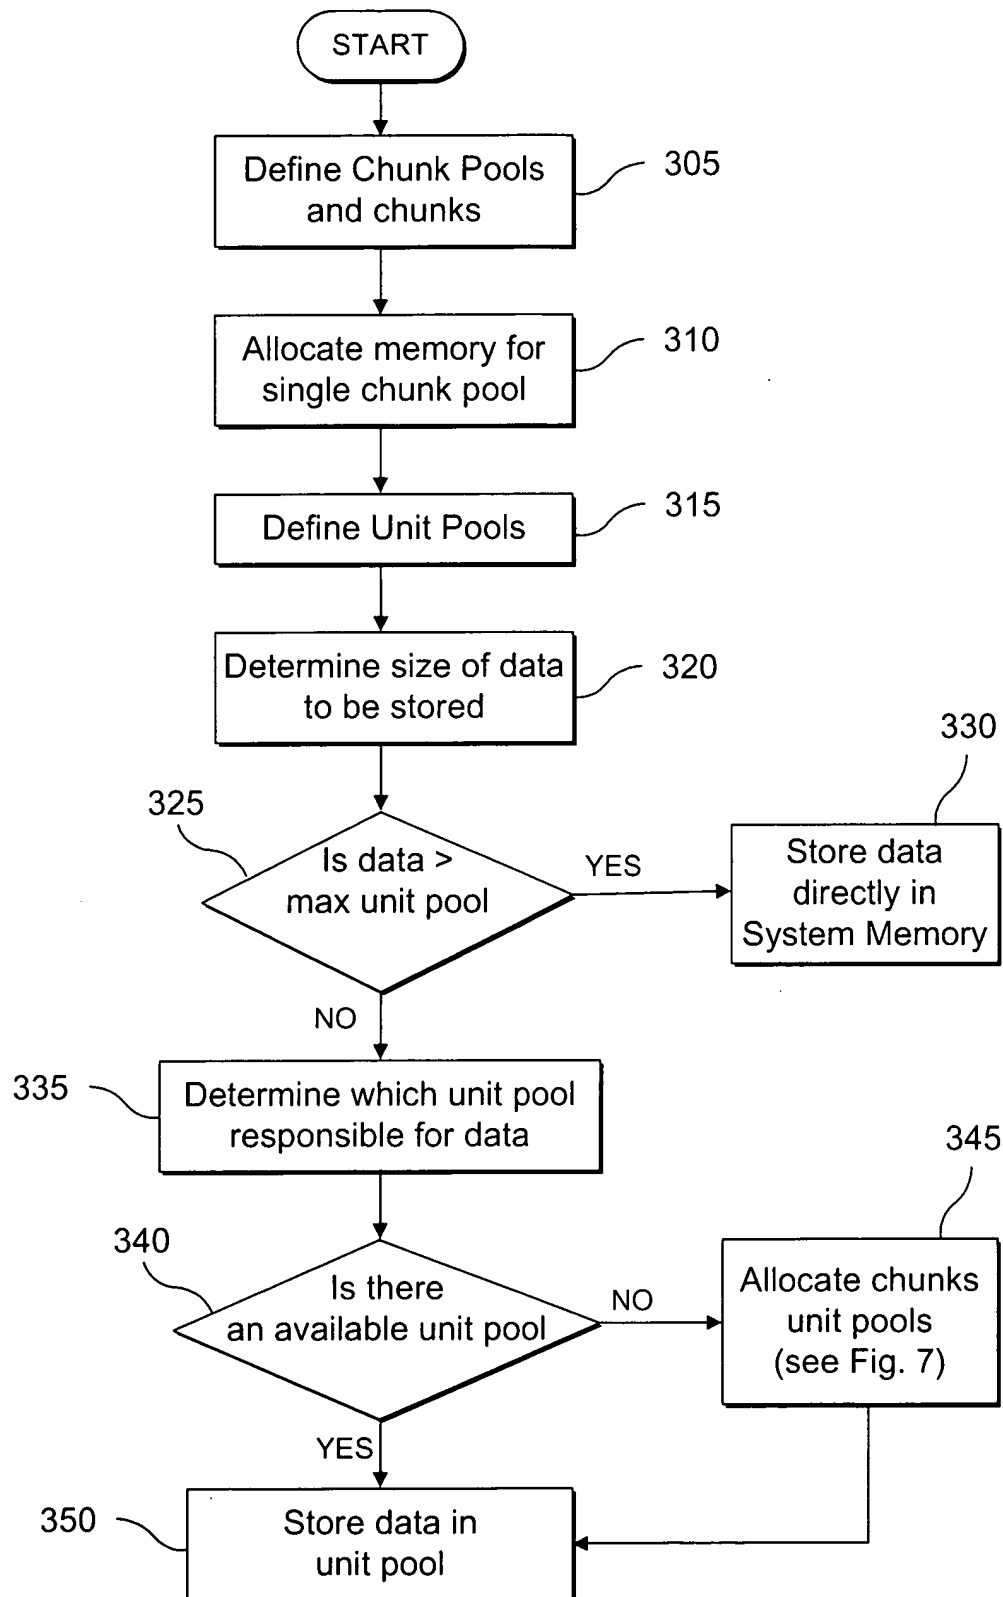 START
Define Chunk Pools
and chunks
305
Allocate memory for
single chunk pool
310
Define Unit Pools
315
Determine size of data
to be stored
320
325
Is data >
max unit pool
YES
330
Store data
directly in
System Memory
NO
335
Determine which unit pool
responsible for data
340
Is there
an available unit pool
NO
345
Allocate chunks
unit pools
(see Fig. 7)
YES
350
Store data in
unit pool